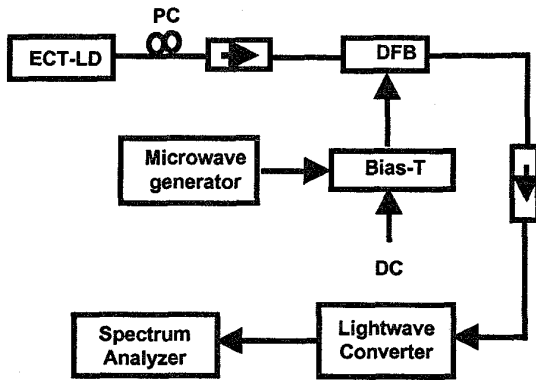 PC
ECT-LD
DFB
Microwave
generator
Bias-T
DC
Spectrum
Analyzer
Lightwave
Converter